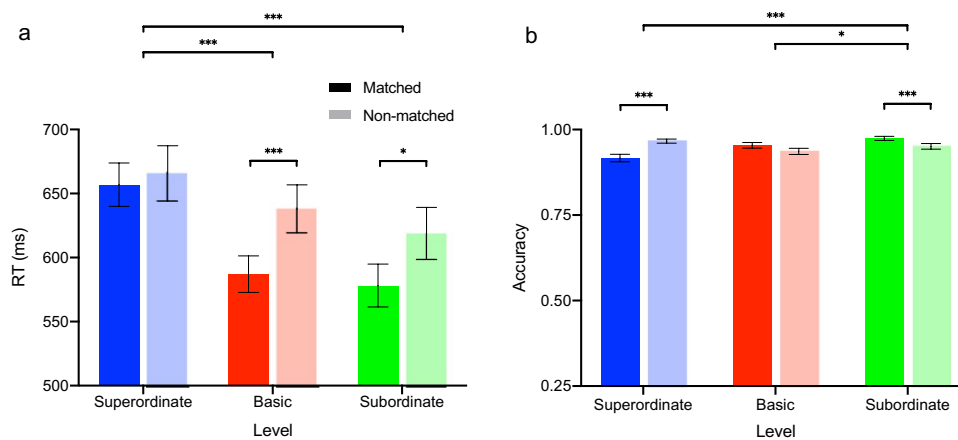 a
***
***
Matched
Non-matched
700
650
600
550
500
RT (ms)
***
*
Superordinate
Basic
Subordinate
Level
b
***
*
***
***
1.00
0.75
0.50
0.25
Accuracy
Superordinate
Basic
Subordinate
Level